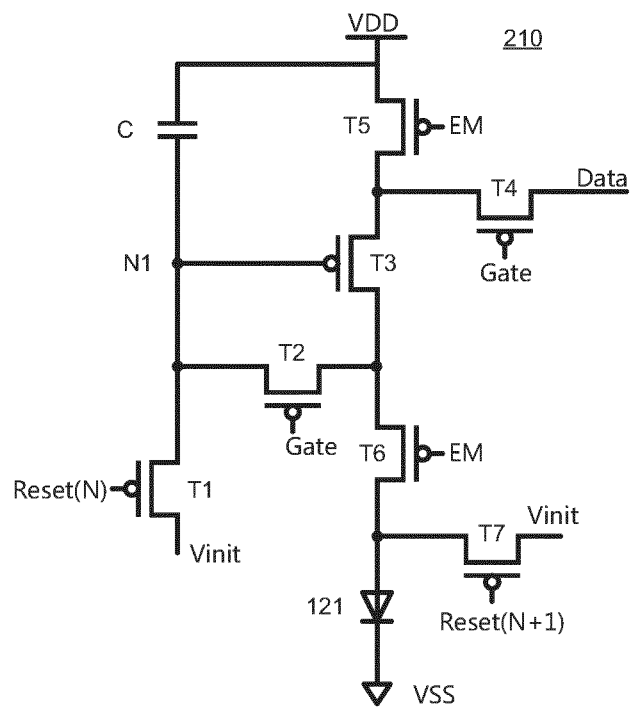 VDD
210
C
T5
EM
T4
Data
N1
T3
Gate
T2
Gate
T6
EM
Reset(N)
T1
Vinit
T7
Vinit
121
Reset(N+1)
VSS